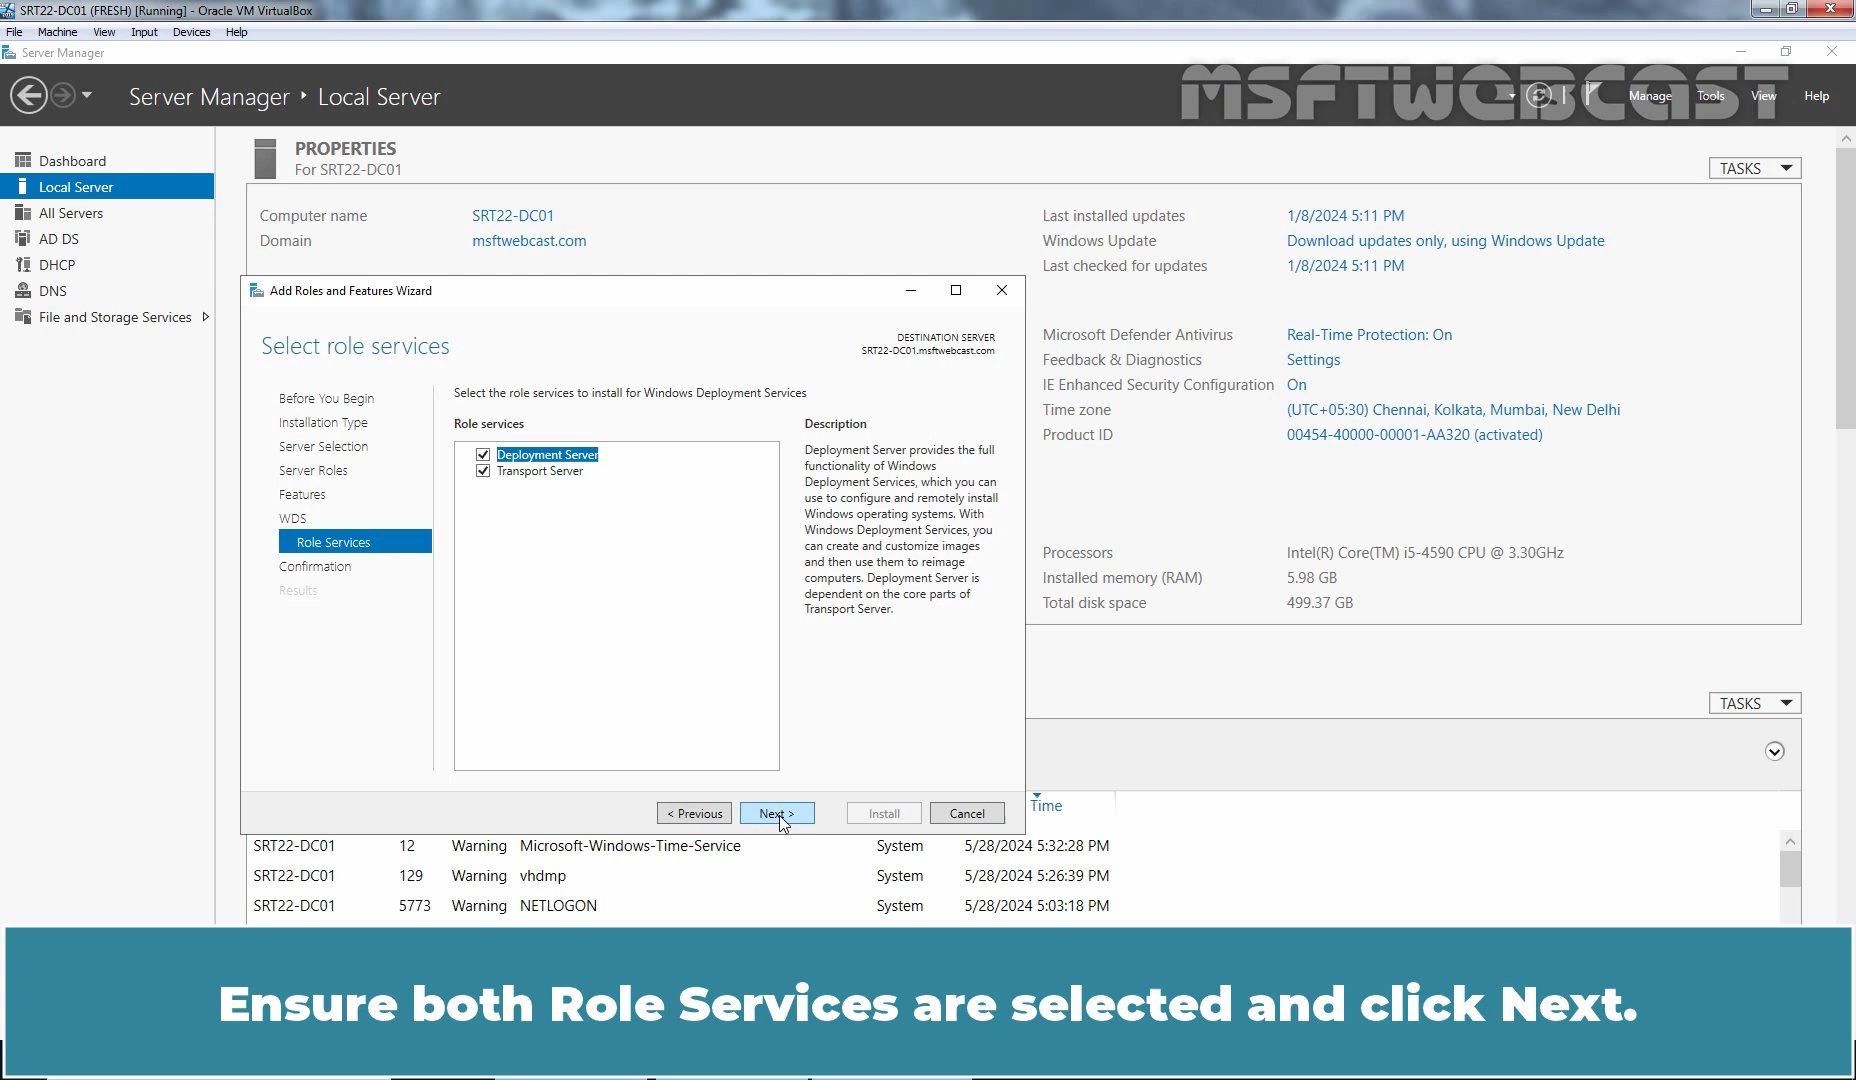 SRT22-DC01 (FRESH) [Running] - Oracle VM VirtualBox
File Machine View Input Devices Help
Server Manager
Server Manager ‣ Local Server
MSFTWEBCAST
Manage Tools View Help
Dashboard
Local Server
All Servers
AD DS
DHCP
DNS
File and Storage Services
PROPERTIES
For SRT22-DC01
TASKS
Computer name SRT22-DC01
Domain msftwebcast.com
Last installed updates 1/8/2024 5:11 PM
Windows Update Download updates only, using Windows Update
Last checked for updates 1/8/2024 5:11 PM
Microsoft Defender Antivirus Real-Time Protection: On
Feedback & Diagnostics Settings
IE Enhanced Security Configuration On
Time zone (UTC+05:30) Chennai, Kolkata, Mumbai, New Delhi
Product ID 00454-40000-00001-AA320 (activated)
Processors Intel(R) Core(TM) i5-4590 CPU @ 3.30GHz
Installed memory (RAM) 5.98 GB
Total disk space 499.37 GB
Add Roles and Features Wizard
Select role services
DESTINATION SERVER
SRT22-DC01.msftwebcast.com
Before You Begin
Installation Type
Server Selection
Server Roles
Features
WDS
Role Services
Confirmation
Results
Select the role services to install for Windows Deployment Services
Role services
Deployment Server
Transport Server
Description
Deployment Server provides the full
functionality of Windows
Deployment Services, which you can
use to configure and remotely install
Windows operating systems. With
Windows Deployment Services, you
can create and customize images
and then use them to reimage
computers. Deployment Server is
dependent on the core parts of
Transport Server.
< Previous Next > Install Cancel
TASKS
Time
SRT22-DC01 12 Warning Microsoft-Windows-Time-Service System 5/28/2024 5:32:28 PM
SRT22-DC01 129 Warning vhdmp System 5/28/2024 5:26:39 PM
SRT22-DC01 5773 Warning NETLOGON System 5/28/2024 5:03:18 PM
Ensure both Role Services are selected and click Next.